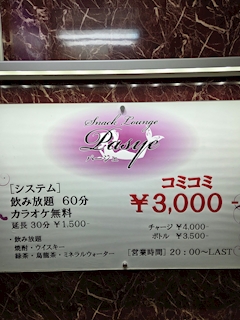 Snack Lounge
Pasye
パーシュ
[システム]
飲み放題 60分
カラオケ無料
延長 30分 ￥1,500-
・飲み放題
焼酎・ウイスキー
緑茶・烏龍茶・ミネラルウォーター
コミコミ
￥3,000-
チャージ ￥4,000-
ボトル ￥3,500-
[営業時間] 20：00～LAST